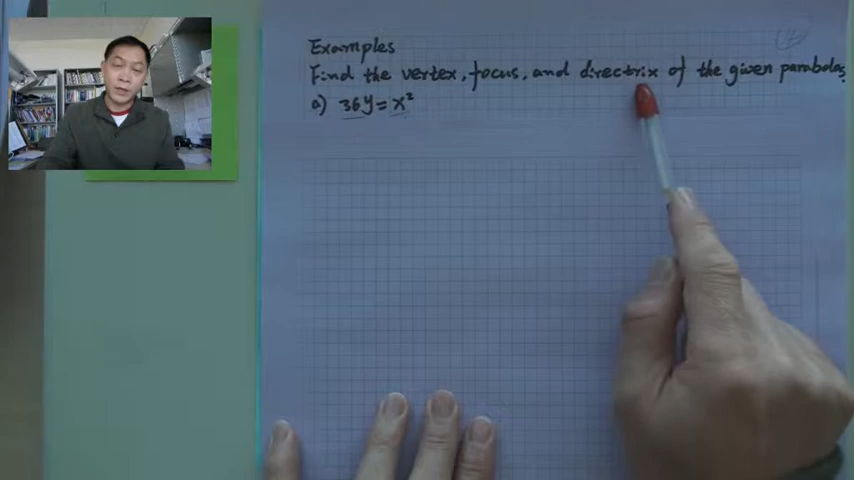 Examples
Find the vertex, focus, and directrix of the given parabolas
a) 36y = x²